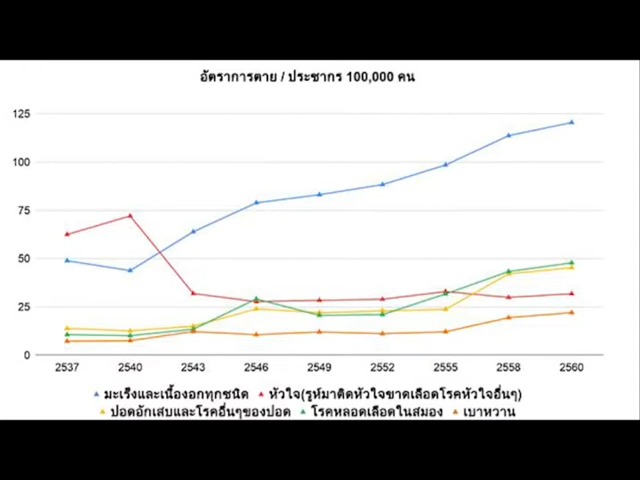 อัตราการตาย / ประชากร 100,000 คน
125
100
75
50
25
0
2537 2540 2543 2546 2549 2552 2555 2558 2560
มะเร็งและเนื้องอกทุกชนิด หัวใจ(รูห์มาติดหัวใจขาดเลือดโรคหัวใจอื่นๆ)
ปอดอักเสบและโรคอื่นๆของปอด โรคหลอดเลือดในสมอง เบาหวาน